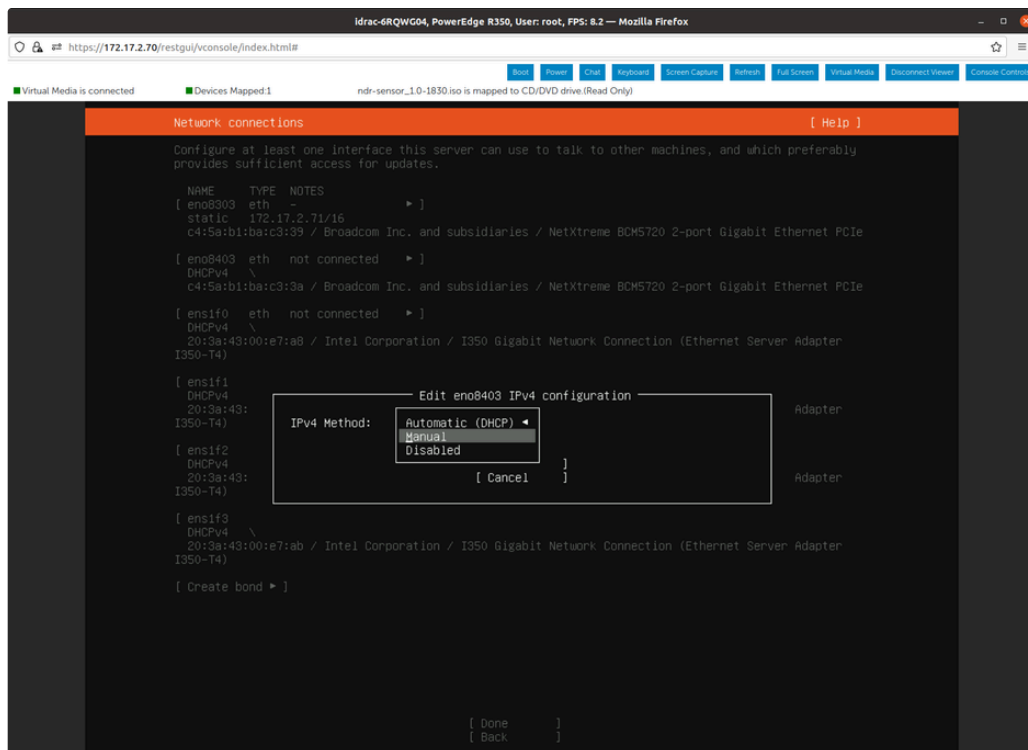 idrac-6RQWG04, PowerEdge R350, User: root, FPS: 8.2 — Mozilla Firefox
https://172.17.2.70/restgui/vconsole/index.html#
Boot Power Chat Keyboard Screen Capture Refresh Full Screen Virtual Media Disconnect Viewer Console Controls
Virtual Media is connected Devices Mapped:1 ndr-sensor_1.0-1830.iso is mapped to CD/DVD drive.(Read Only)
Network connections [ Help ]
Configure at least one interface this server can use to talk to other machines, and which preferably
provides sufficient access for updates.
NAME TYPE NOTES
[ eno8303 eth - ▸ ]
static 172.17.2.71/16
c4:5a:b1:ba:c3:39 / Broadcom Inc. and subsidiaries / NetXtreme BCM5720 2-port Gigabit Ethernet PCIe
[ eno8403 eth not connected ▸ ]
DHCPv4 \
c4:5a:b1:ba:c3:3a / Broadcom Inc. and subsidiaries / NetXtreme BCM5720 2-port Gigabit Ethernet PCIe
[ ens1f0 eth not connected ▸ ]
DHCPv4 \
20:3a:43:00:e7:a8 / Intel Corporation / I350 Gigabit Network Connection (Ethernet Server Adapter
I350-T4)
[ ens1f1
DHCPv4
20:3a:43: Adapter
I350-T4)
Edit eno8403 IPv4 configuration
IPv4 Method: Automatic (DHCP) ◂
Manual
Disabled
]
[ Cancel ]
[ ens1f2
DHCPv4
20:3a:43: Adapter
I350-T4)
[ ens1f3
DHCPv4 \
20:3a:43:00:e7:ab / Intel Corporation / I350 Gigabit Network Connection (Ethernet Server Adapter
I350-T4)
[ Create bond ▸ ]
[ Done ]
[ Back ]